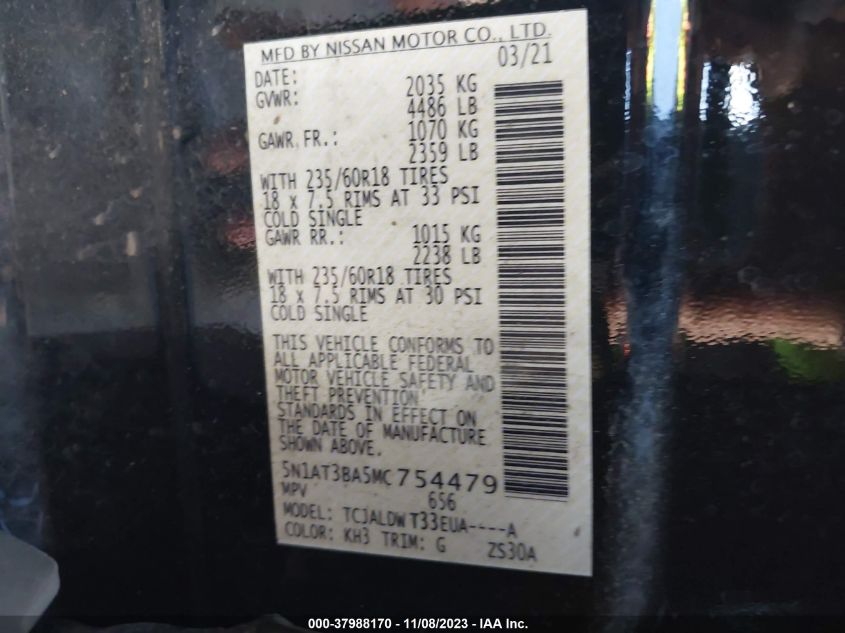 MFD BY NISSAN MOTOR CO., LTD.
DATE: 03/21
GVWR: 2035 KG
4486 LB
GAWR FR.: 1070 KG
2359 LB
WITH 235/60R18 TIRES
18 x 7.5 RIMS AT 33 PSI
COLD SINGLE
GAWR RR.: 1015 KG
2238 LB
WITH 235/60R18 TIRES
18 x 7.5 RIMS AT 30 PSI
COLD SINGLE
THIS VEHICLE CONFORMS TO
ALL APPLICABLE FEDERAL
MOTOR VEHICLE SAFETY AND
THEFT PREVENTION
STANDARDS IN EFFECT ON
THE DATE OF MANUFACTURE
SHOWN ABOVE.
5N1AT3BA5MC754479
MPV 656
MODEL: TCJALDWT33EUA----A
COLOR: KH3 TRIM: G ZS30A
000-37988170 - 11/08/2023 - IAA Inc.